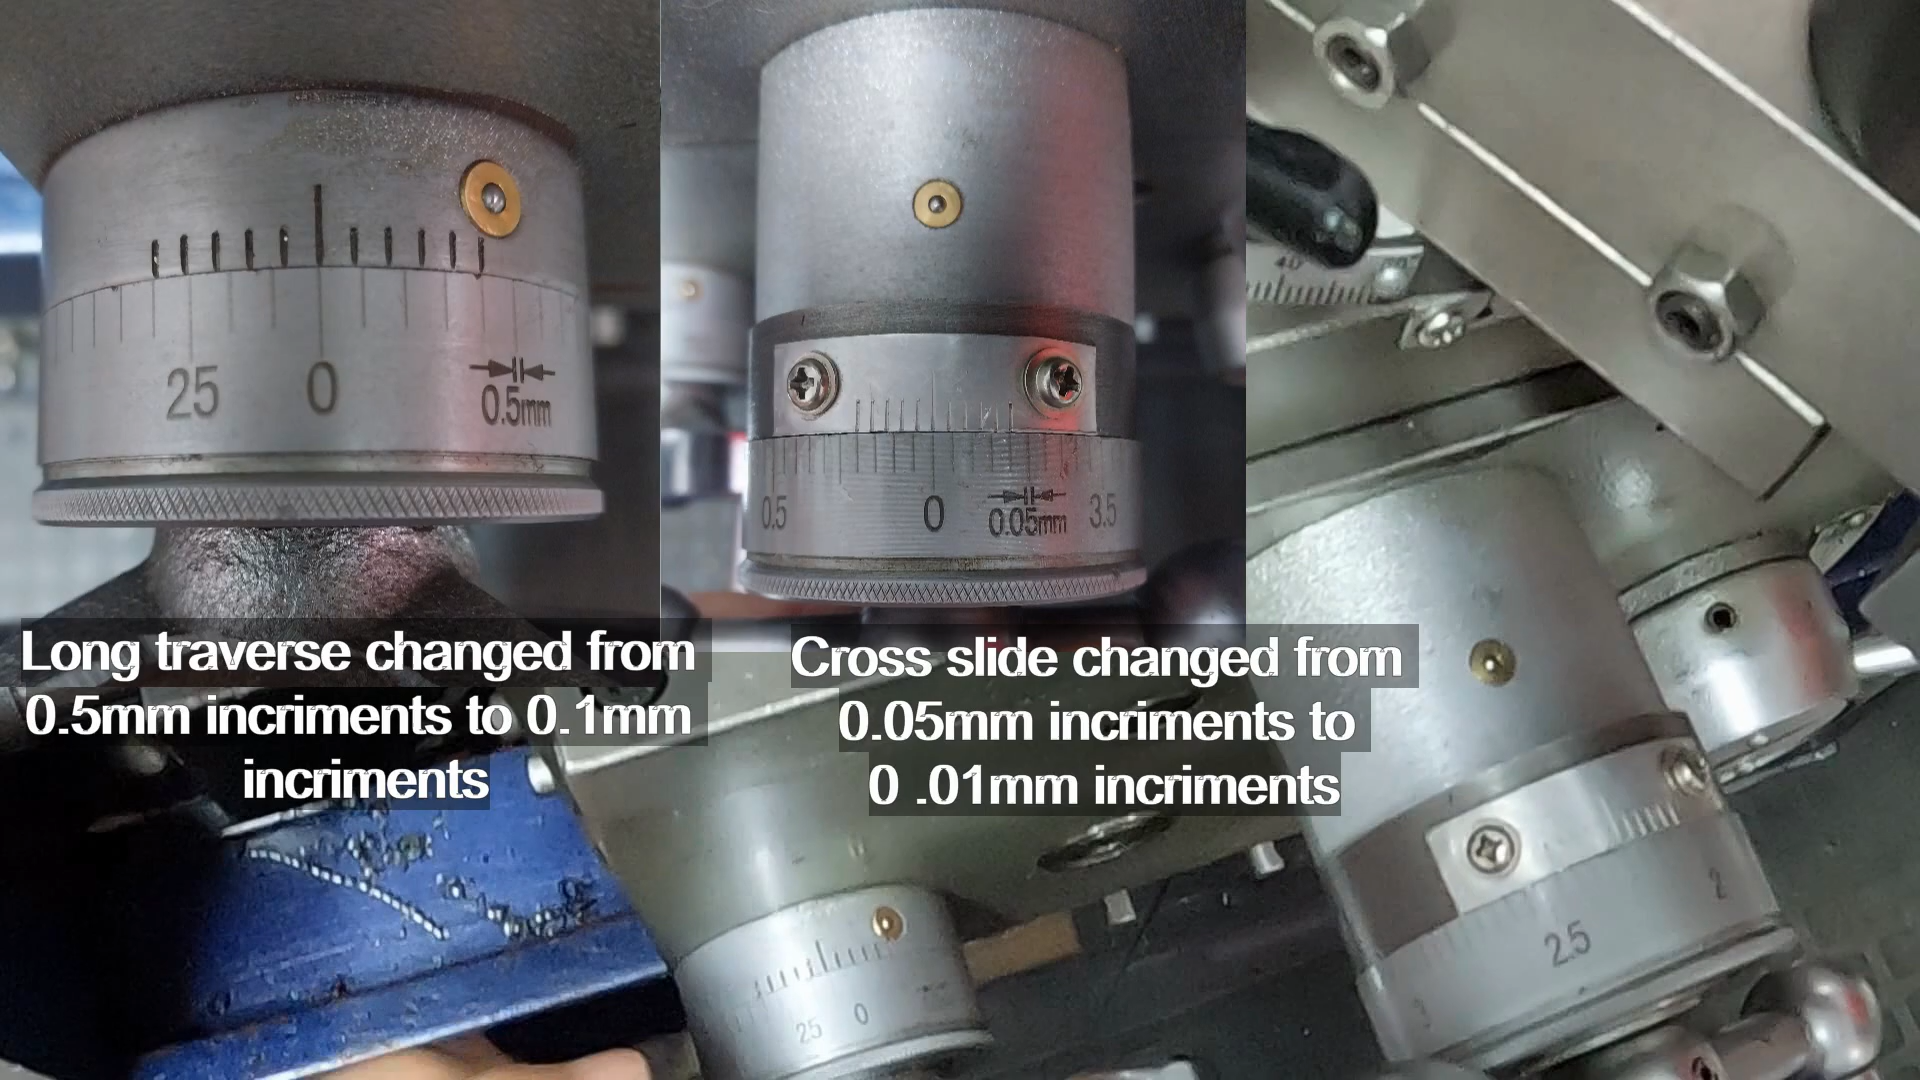 25 0 0.5mm
0.5 0 0.05mm 3.5
40
Long traverse changed from
0.5mm incriments to 0.1mm
incriments
Cross slide changed from
0.05mm incriments to
0 .01mm incriments
2
2.5
25 0